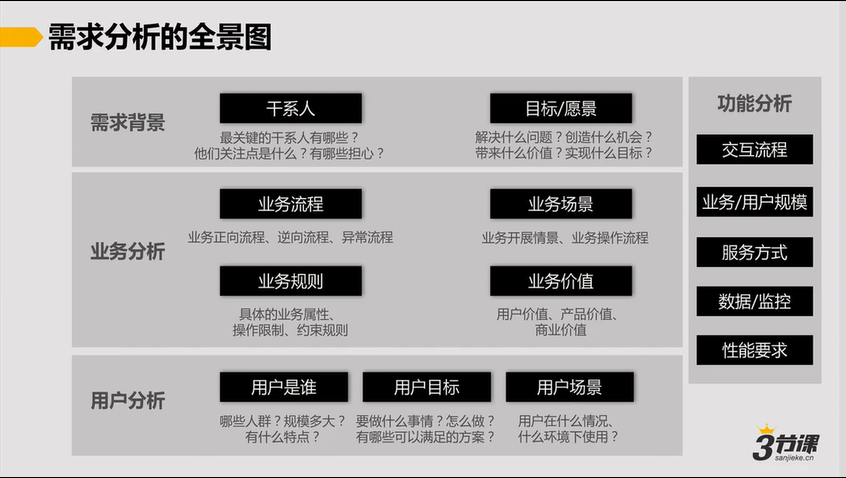 需求分析的全景图
需求背景
干系人
最关键的干系人有哪些？
他们关注点是什么？有哪些担心？
目标/愿景
解决什么问题？创造什么机会？
带来什么价值？实现什么目标？
业务分析
业务流程
业务正向流程、逆向流程、异常流程
业务场景
业务开展情景、业务操作流程
业务规则
具体的业务属性、
操作限制、约束规则
业务价值
用户价值、产品价值、
商业价值
用户分析
用户是谁
哪些人群？规模多大？
有什么特点？
用户目标
要做什么事情？怎么做？
有哪些可以满足的方案？
用户场景
用户在什么情况、
什么环境下使用？
功能分析
交互流程
业务/用户规模
服务方式
数据/监控
性能要求
3节课
sanjieke.cn